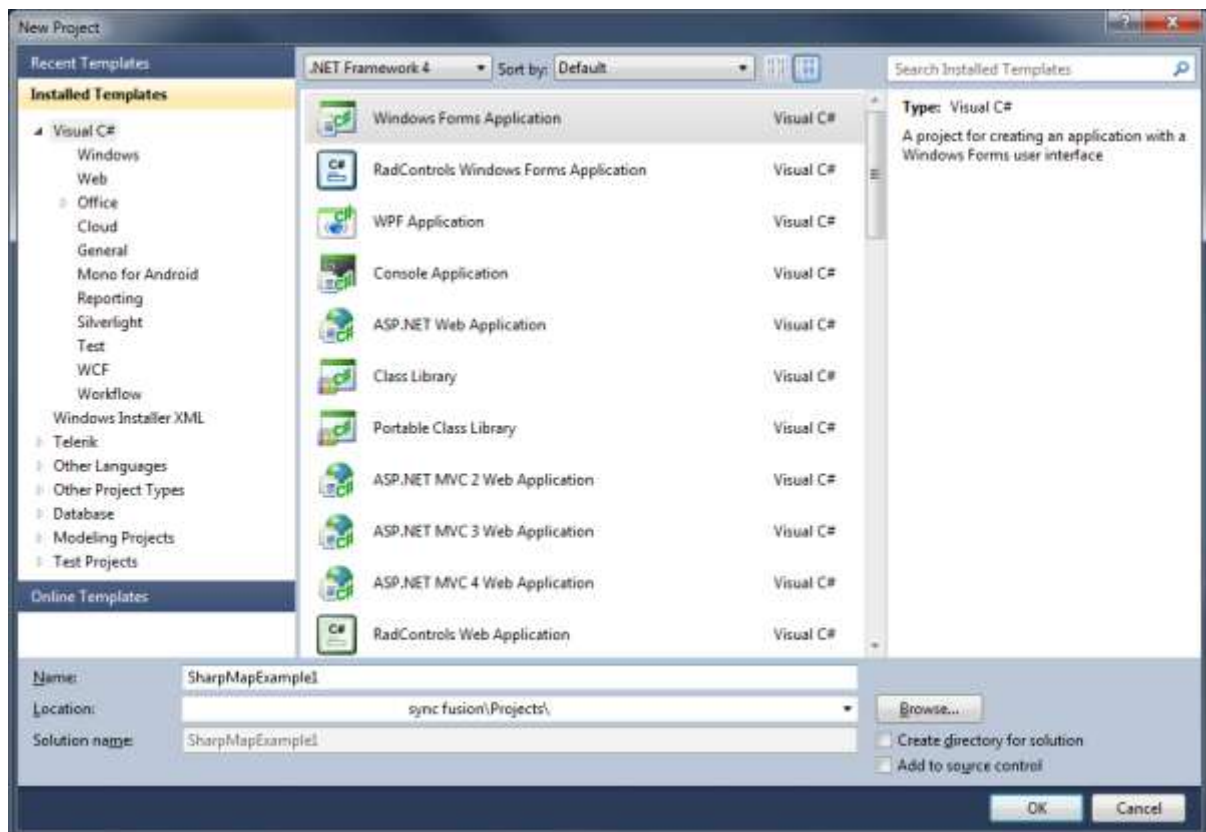 New Project
Recent Templates
.NET Framework 4
Sort by: Default
Search Installed Templates
Installed Templates
Visual C#
Windows
Web
Office
Cloud
General
Mono for Android
Reporting
Silverlight
Test
WCF
Workflow
Windows Installer XML
Telerik
Other Languages
Other Project Types
Database
Modeling Projects
Test Projects
Online Templates
Windows Forms Application Visual C#
RadControls Windows Forms Application Visual C#
WPF Application Visual C#
Console Application Visual C#
ASP.NET Web Application Visual C#
Class Library Visual C#
Portable Class Library Visual C#
ASP.NET MVC 2 Web Application Visual C#
ASP.NET MVC 3 Web Application Visual C#
ASP.NET MVC 4 Web Application Visual C#
RadControls Web Application Visual C#
Type: Visual C#
A project for creating an application with a
Windows Forms user interface
Name: SharpMapExample1
Location: sync fusion\Projects\
Browse...
Solution name: SharpMapExample1
Create directory for solution
Add to source control
OK
Cancel